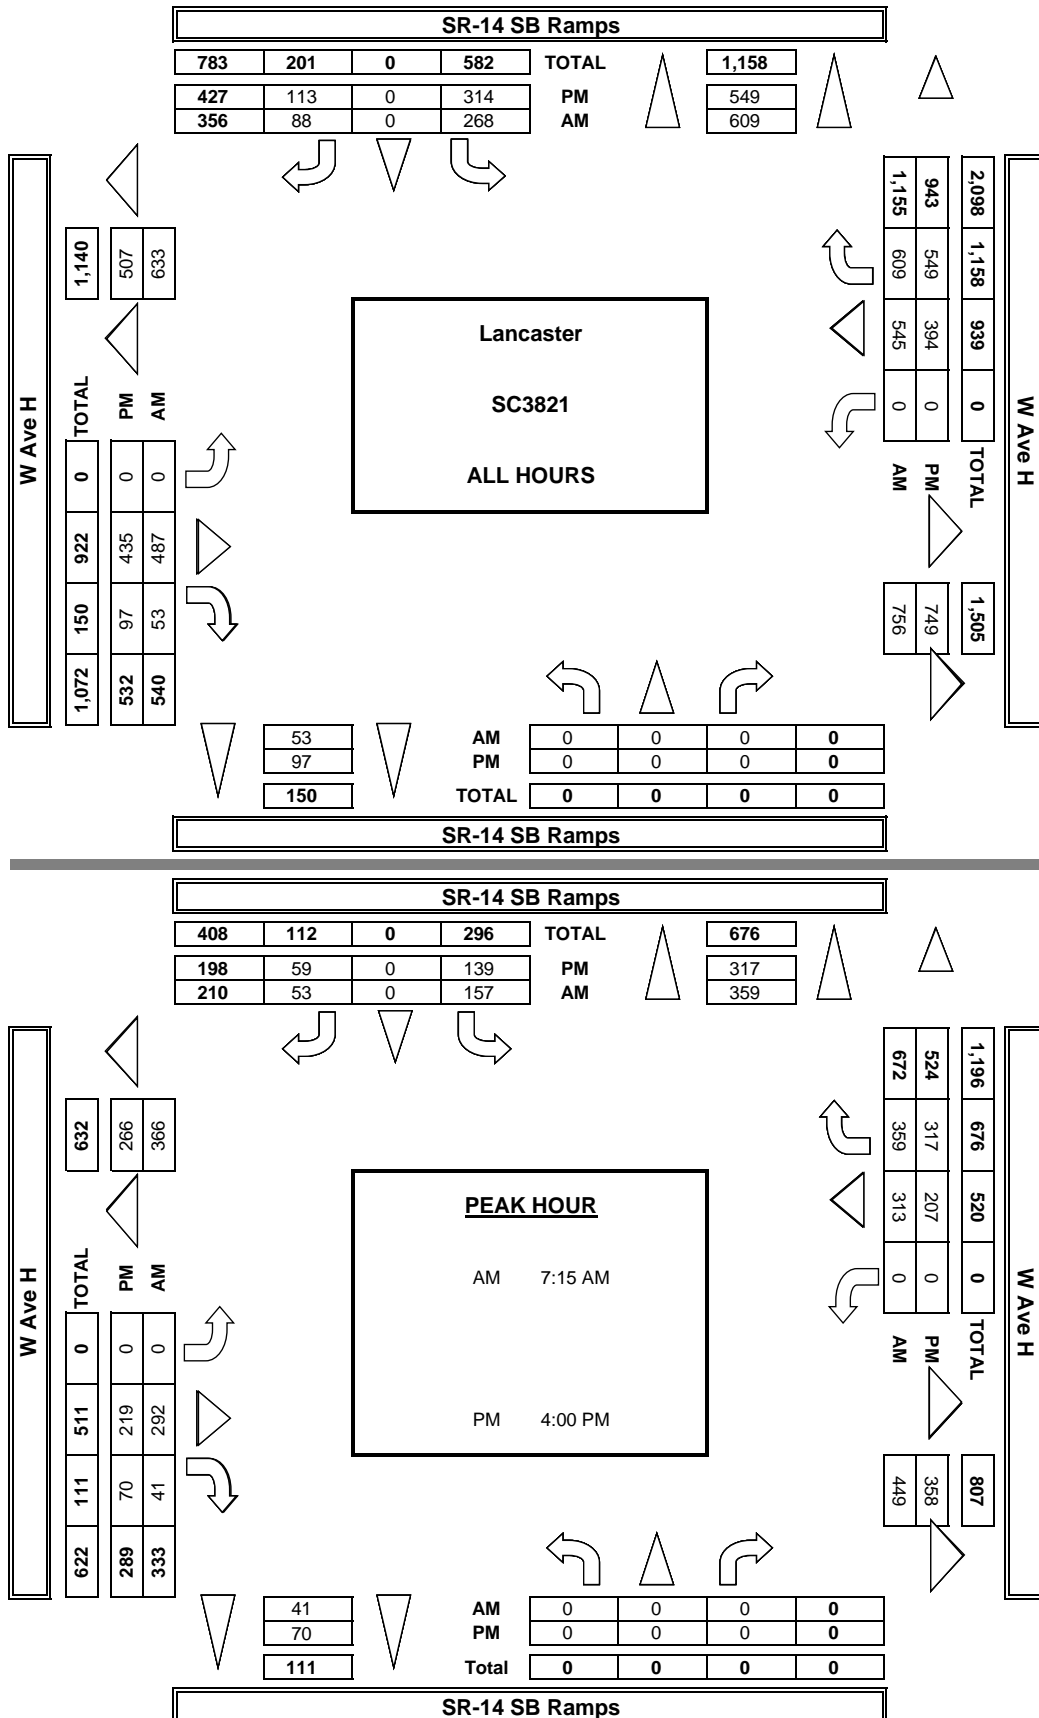 SR-14 SB Ramps
783 201 0 582 TOTAL 1,158
427 113 0 314 PM 549
356 88 0 268 AM 609
W Ave H
1,140
507
633
TOTAL 0 922 150 1,072
PM 0 435 97 532
AM 0 487 53 540
Lancaster
SC3821
ALL HOURS
2,098 1,158 939 0 TOTAL 1,505
943 549 394 0 PM 749
1,155 609 545 0 AM 756
W Ave H
53 AM 0 0 0 0
97 PM 0 0 0 0
150 TOTAL 0 0 0 0
SR-14 SB Ramps
SR-14 SB Ramps
408 112 0 296 TOTAL 676
198 59 0 139 PM 317
210 53 0 157 AM 359
W Ave H
632
266
366
TOTAL 0 511 111 622
PM 0 219 70 289
AM 0 292 41 333
PEAK HOUR
AM 7:15 AM
PM 4:00 PM
1,196 676 520 0 TOTAL 807
524 317 207 0 PM 358
672 359 313 0 AM 449
W Ave H
41 AM 0 0 0 0
70 PM 0 0 0 0
111 Total 0 0 0 0
SR-14 SB Ramps